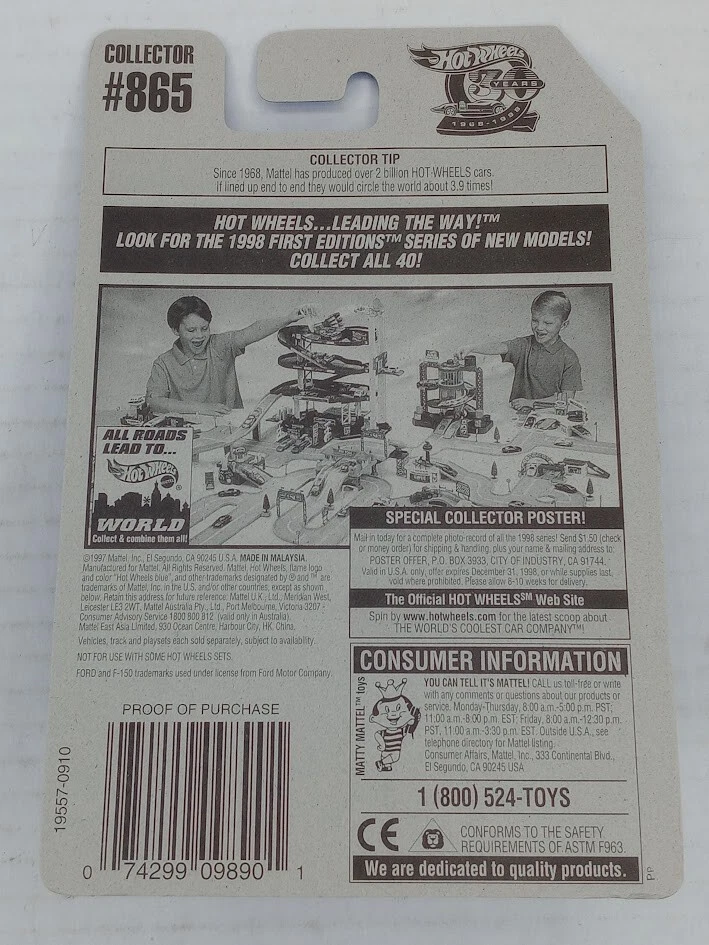 COLLECTOR
#865
HOT WHEELS
30
YEARS
1968-1998
COLLECTOR TIP
Since 1968, Mattel has produced over 2 billion HOT WHEELS cars.
If lined up end to end they would circle the world about 3.9 times!
HOT WHEELS...LEADING THE WAY!™
LOOK FOR THE 1998 FIRST EDITIONS™ SERIES OF NEW MODELS!
COLLECT ALL 40!
ALL ROADS
LEAD TO...
Hot Wheels
WORLD
Collect & combine them all!
©1997 Mattel, Inc., El Segundo, CA 90245 U.S.A. MADE IN MALAYSIA.
Manufactured for Mattel. All Rights Reserved. Mattel, Hot Wheels, flame logo
and color "Hot Wheels blue", and other trademarks designated by ® and ™ are
trademarks of Mattel, Inc. in the U.S. and/or other countries, except as shown
below. Retain this address for future reference: Mattel U.K., Ltd., Meridian West,
Leicester LE3 2WT, Mattel Australia Pty., Ltd., Port Melbourne, Victoria 3207 -
Consumer Advisory Service 1800 800 812 (valid only in Australia).
Mattel East Asia Limited, 930 Ocean Centre, Harbour City, HK, China.
Vehicles, track and playsets each sold separately, subject to availability.
NOT FOR USE WITH SOME HOT WHEELS SETS.
FORD and F-150 trademarks used under license from Ford Motor Company.
SPECIAL COLLECTOR POSTER!
Mail in today for a complete photo-record of all the 1998 series! Send $1.50 (check
or money order) for shipping & handling, plus your name & mailing address to:
POSTER OFFER, P.O. BOX 3933, CITY OF INDUSTRY, CA 91744.
Valid in U.S.A. only, offer expires December 31, 1998, or while supplies last,
void where prohibited. Please allow 8-10 weeks for delivery.
The Official HOT WHEELS℠ Web Site
Spin by www.hotwheels.com for the latest scoop about
THE WORLD'S COOLEST CAR COMPANY™!
CONSUMER INFORMATION
MATTY MATTEL™ toys
YOU CAN TELL IT'S MATTEL! CALL us toll-free or write
with any comments or questions about our products or
service. Monday-Thursday, 8:00 a.m.-5:00 p.m. PST,
11:00 a.m.-8:00 p.m. EST; Friday, 8:00 a.m.-12:30 p.m.
PST, 11:00 a.m.-3:30 p.m. EST. Outside U.S.A., see
telephone directory for Mattel listing.
Consumer Affairs, Mattel, Inc., 333 Continental Blvd.,
El Segundo, CA 90245 USA
1 (800) 524-TOYS
CE
CONFORMS TO THE SAFETY
REQUIREMENTS OF ASTM F963.
We are dedicated to quality products.
PP
PROOF OF PURCHASE
0 74299 09890 1
19557-0910